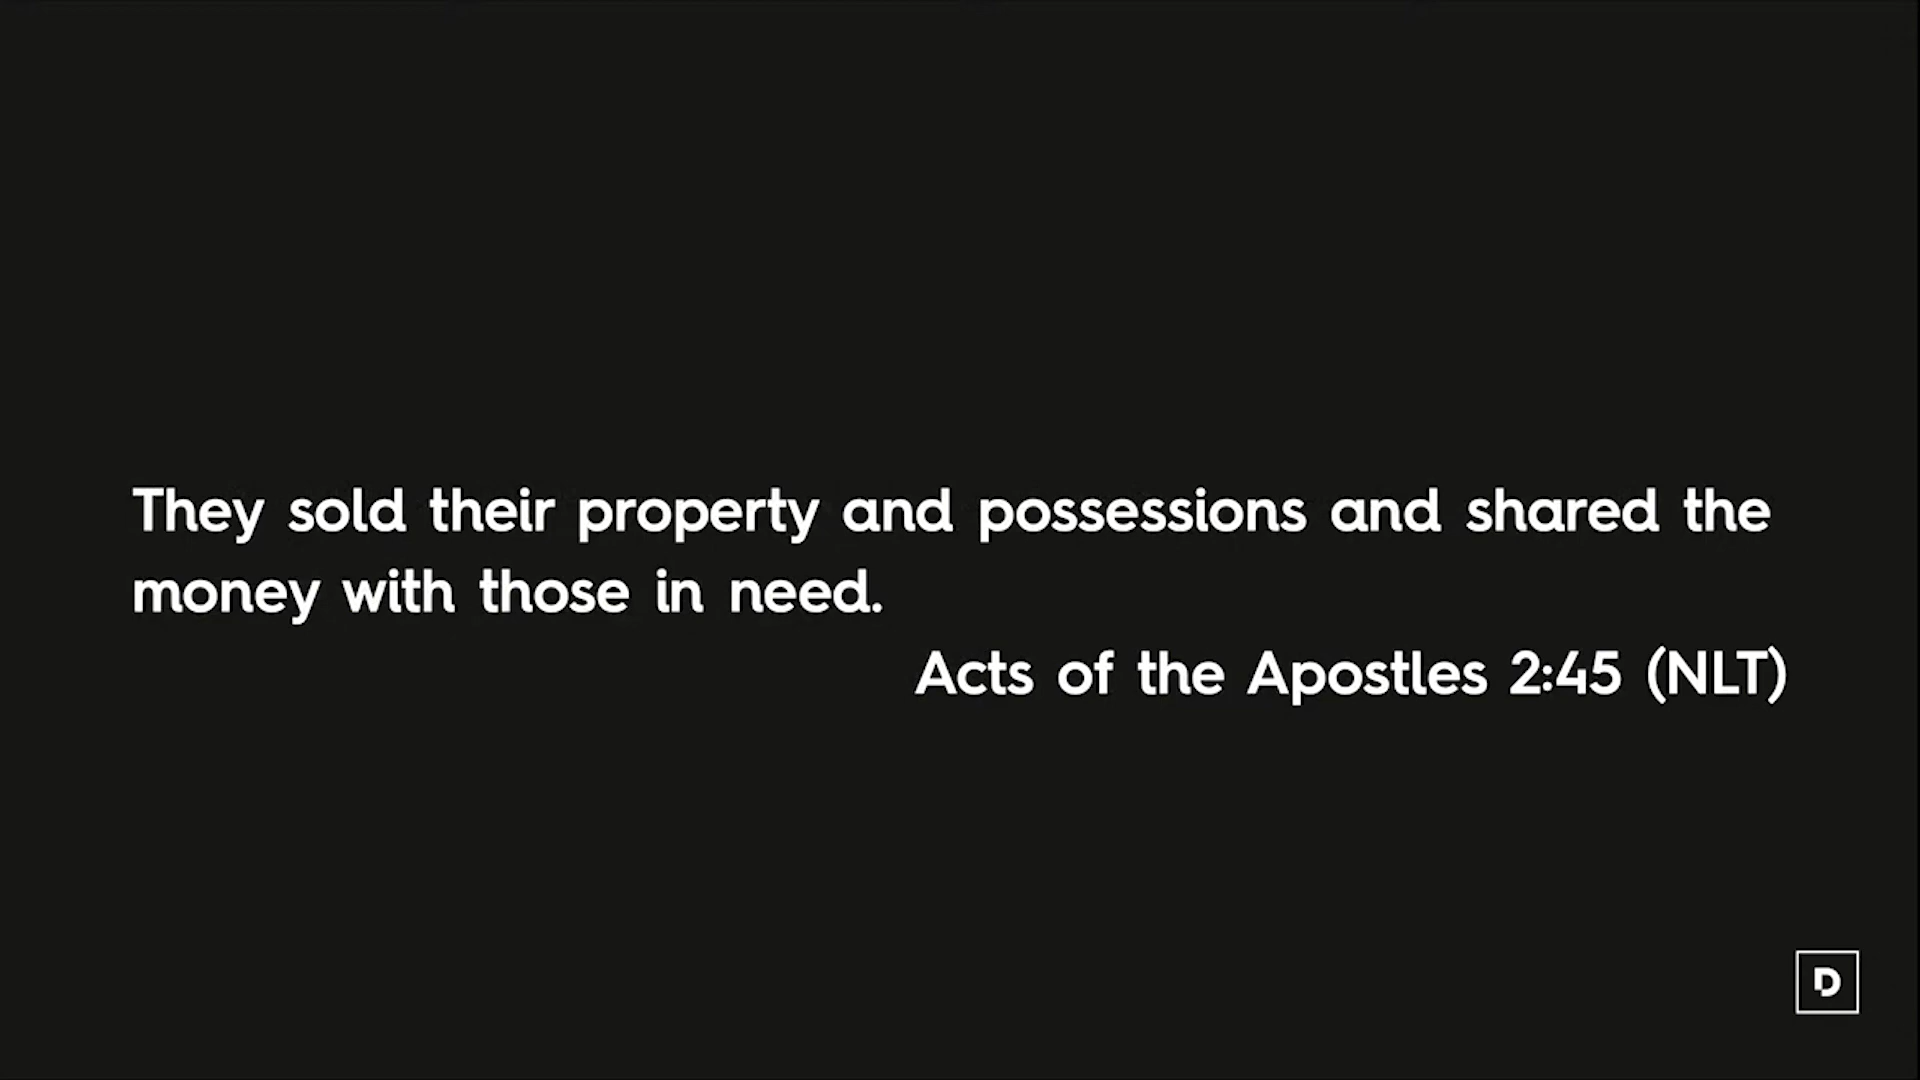 They sold their property and possessions and shared the
money with those in need.
Acts of the Apostles 2:45 (NLT)
D